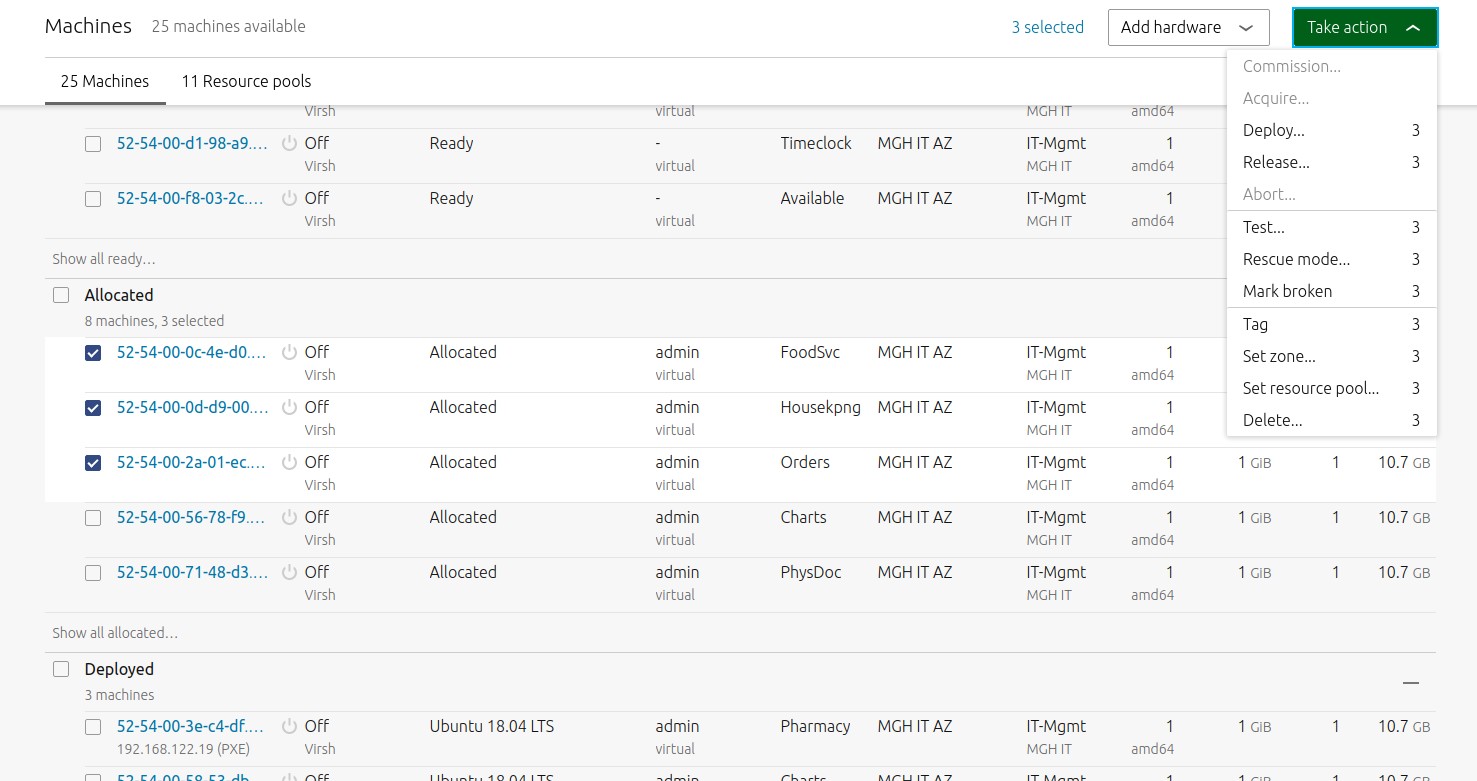 Machines 25 machines available 3 selected Add hardware Take action
25 Machines 11 Resource pools
Commission...
Acquire...
Deploy... 3
Release... 3
Abort...
Test... 3
Rescue mode... 3
Mark broken 3
Tag 3
Set zone... 3
Set resource pool... 3
Delete... 3
Virsh virtual MGH IT amd64
52-54-00-d1-98-a9.... Off Ready - Timeclock MGH IT AZ IT-Mgmt 1
Virsh virtual MGH IT amd64
52-54-00-f8-03-2c.... Off Ready - Available MGH IT AZ IT-Mgmt 1
Virsh virtual MGH IT amd64
Show all ready...
Allocated
8 machines, 3 selected
52-54-00-0c-4e-d0.... Off Allocated admin FoodSvc MGH IT AZ IT-Mgmt 1
Virsh virtual MGH IT amd64
52-54-00-0d-d9-00.... Off Allocated admin Housekpng MGH IT AZ IT-Mgmt 1
Virsh virtual MGH IT amd64
52-54-00-2a-01-ec.... Off Allocated admin Orders MGH IT AZ IT-Mgmt 1 1 GiB 1 10.7 GB
Virsh virtual MGH IT amd64
52-54-00-56-78-f9.... Off Allocated admin Charts MGH IT AZ IT-Mgmt 1 1 GiB 1 10.7 GB
Virsh virtual MGH IT amd64
52-54-00-71-48-d3.... Off Allocated admin PhysDoc MGH IT AZ IT-Mgmt 1 1 GiB 1 10.7 GB
Virsh virtual MGH IT amd64
Show all allocated...
Deployed
3 machines
52-54-00-3e-c4-df.... Off Ubuntu 18.04 LTS admin Pharmacy MGH IT AZ IT-Mgmt 1 1 GiB 1 10.7 GB
192.168.122.19 (PXE) Virsh virtual MGH IT amd64
52-54-00-58-53-db.... Off Ubuntu 18.04 LTS admin Charts MGH IT AZ IT-Mgmt 1 1 GiB 1 10.7 GB